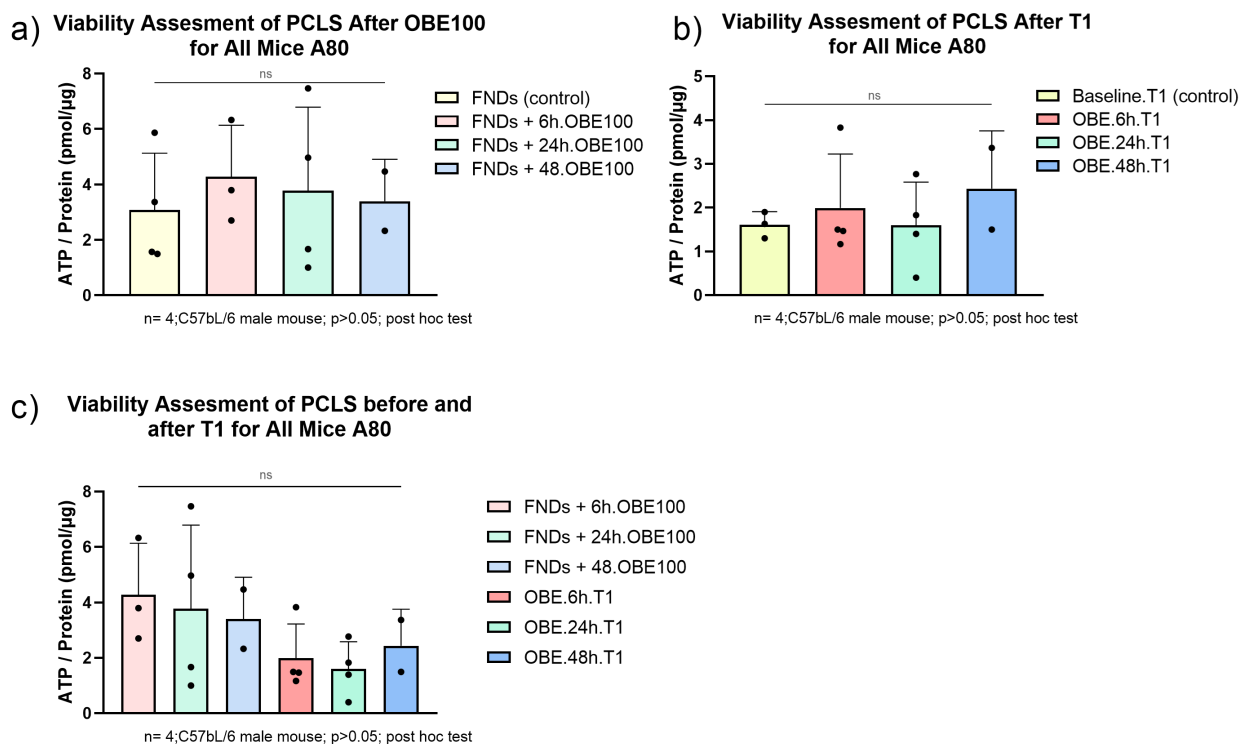 a)
Viability Assesment of PCLS After OBE100
for All Mice A80
ns
ATP / Protein (pmol/µg)
8
6
4
2
0
FNDs (control)
FNDs + 6h.OBE100
FNDs + 24h.OBE100
FNDs + 48.OBE100
n= 4;C57bL/6 male mouse; p>0.05; post hoc test
b)
Viability Assesment of PCLS After T1
for All Mice A80
ns
ATP / Protein (pmol/µg)
5
4
3
2
1
0
Baseline.T1 (control)
OBE.6h.T1
OBE.24h.T1
OBE.48h.T1
n= 4;C57bL/6 male mouse; p>0.05; post hoc test
c)
Viability Assesment of PCLS before and
after T1 for All Mice A80
ns
ATP / Protein (pmol/µg)
8
6
4
2
0
FNDs + 6h.OBE100
FNDs + 24h.OBE100
FNDs + 48.OBE100
OBE.6h.T1
OBE.24h.T1
OBE.48h.T1
n= 4;C57bL/6 male mouse; p>0.05; post hoc test